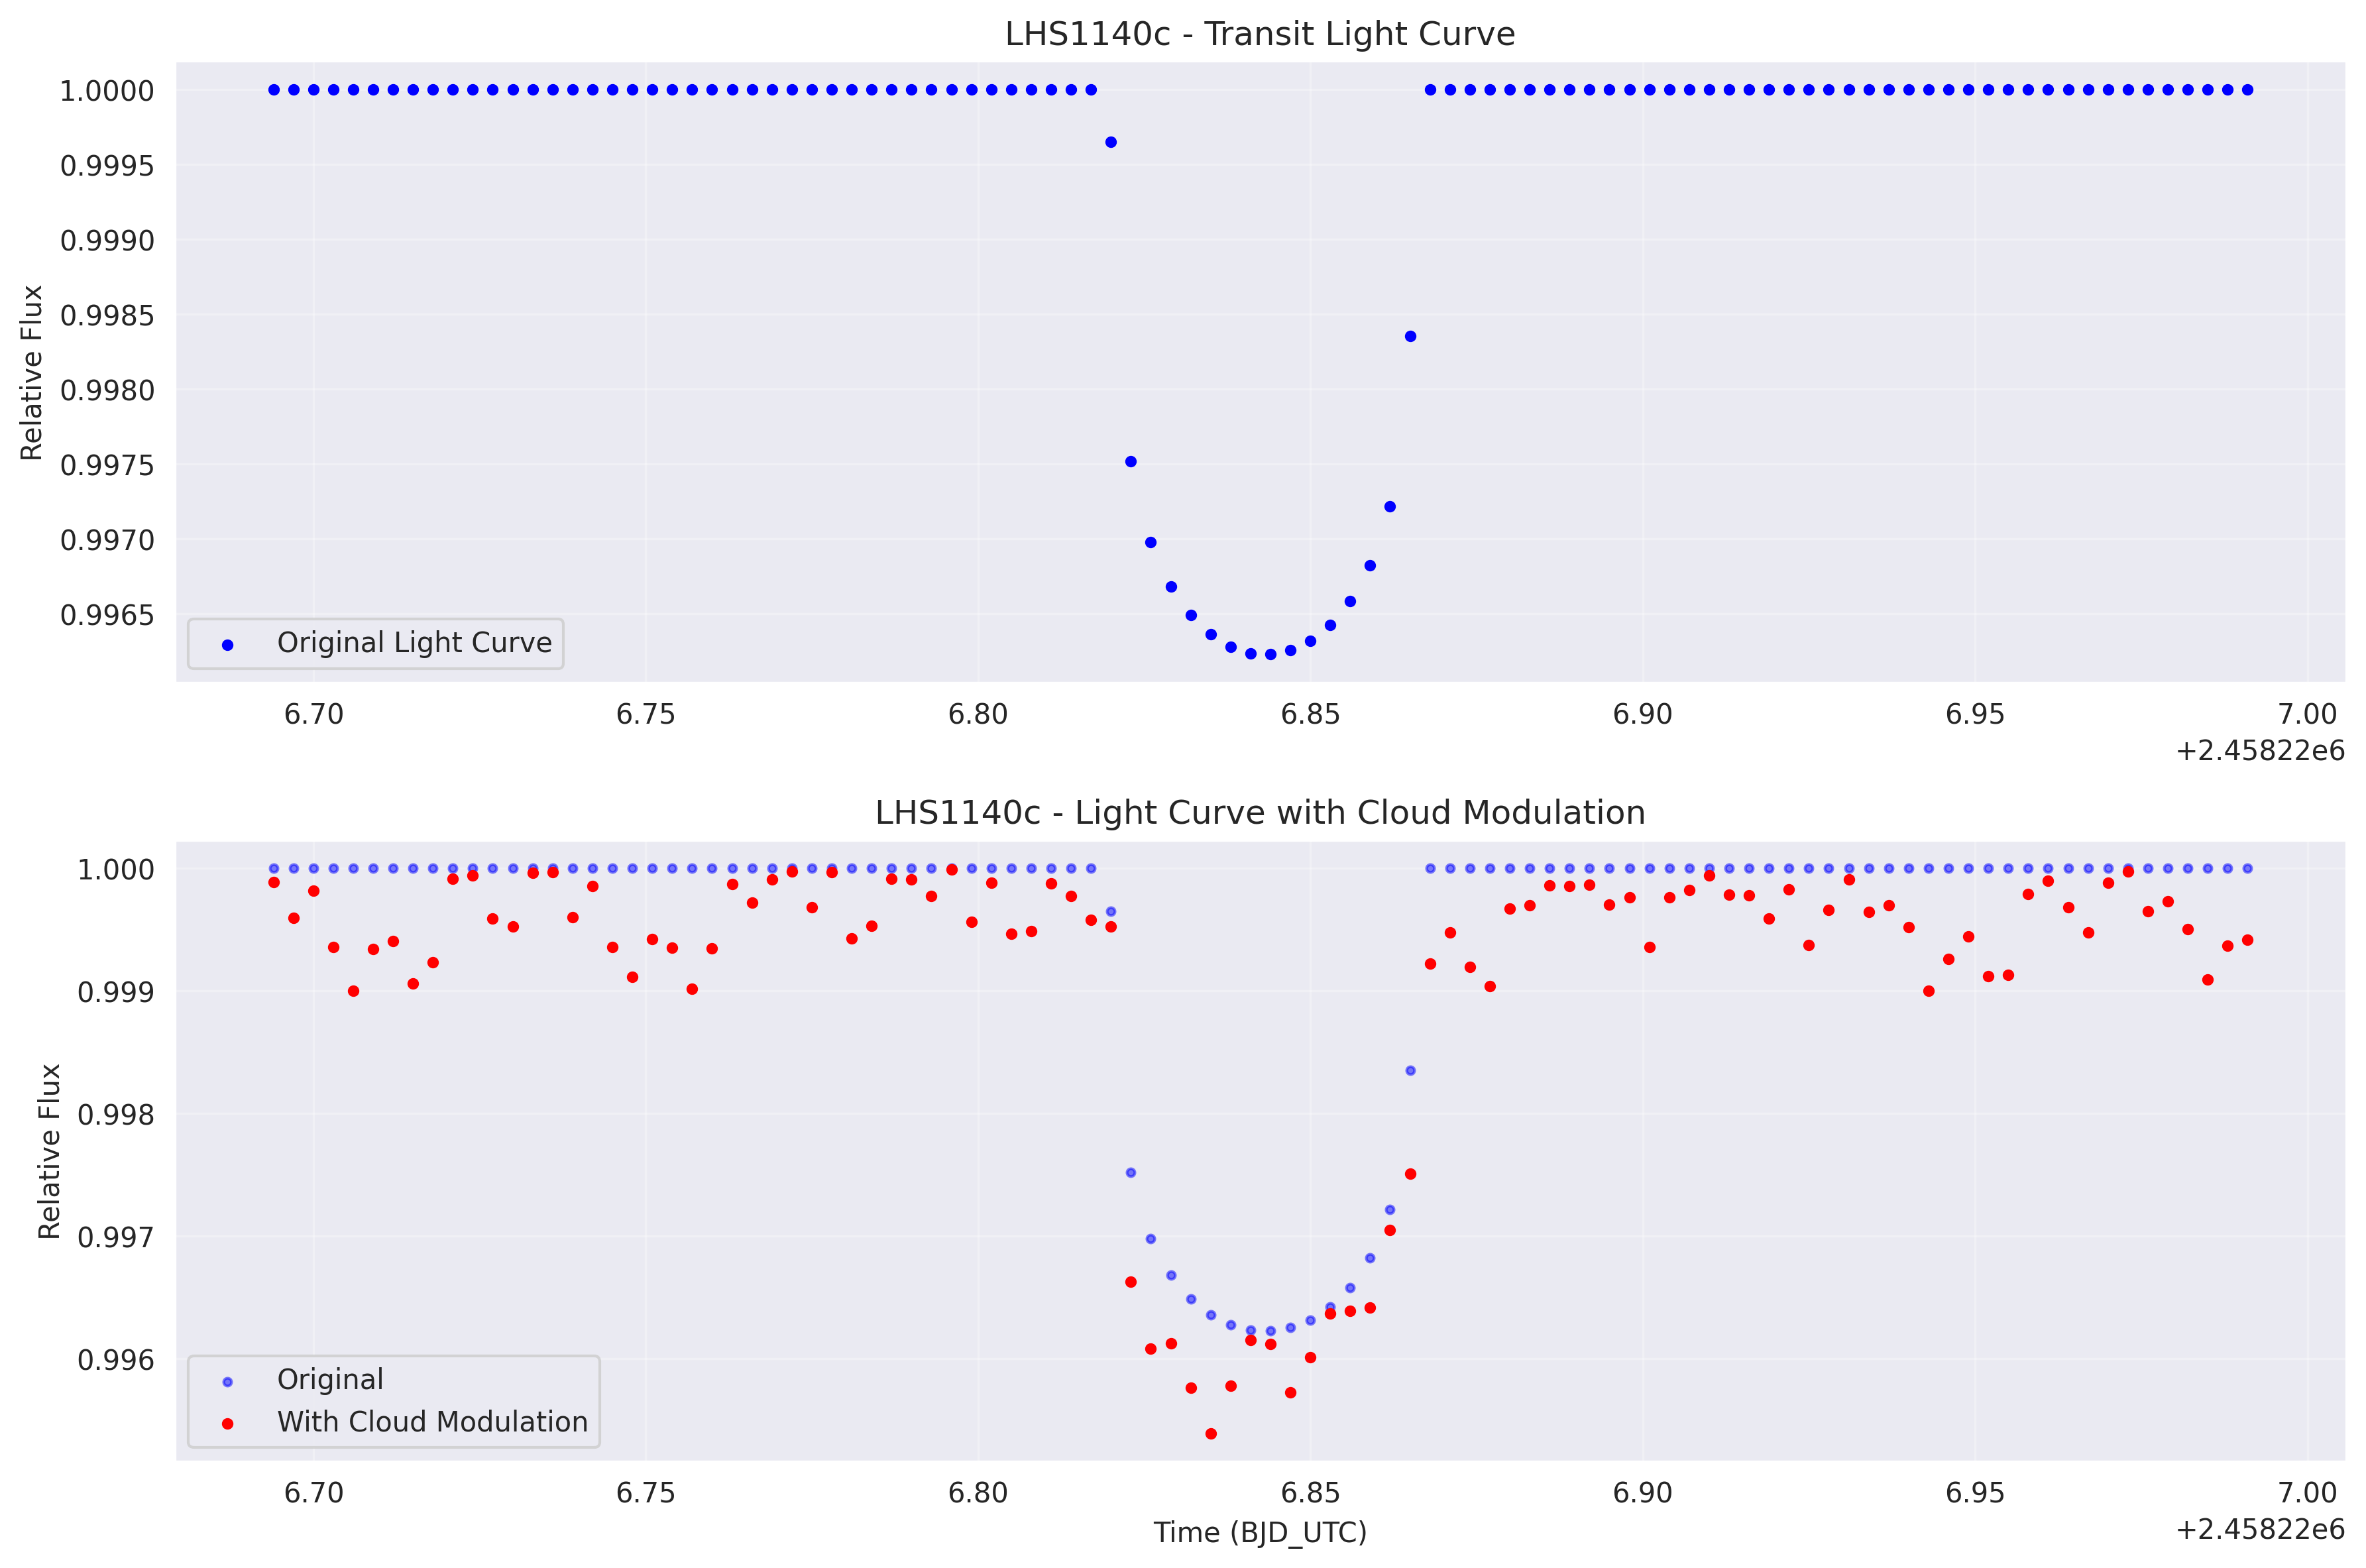 LHS1140c - Transit Light Curve
Relative Flux
1.0000
0.9995
0.9990
0.9985
0.9980
0.9975
0.9970
0.9965
Original Light Curve
6.70 6.75 6.80 6.85 6.90 6.95 7.00
+2.45822e6
LHS1140c - Light Curve with Cloud Modulation
Relative Flux
1.000
0.999
0.998
0.997
0.996
Original
With Cloud Modulation
6.70 6.75 6.80 6.85 6.90 6.95 7.00
Time (BJD_UTC)
+2.45822e6